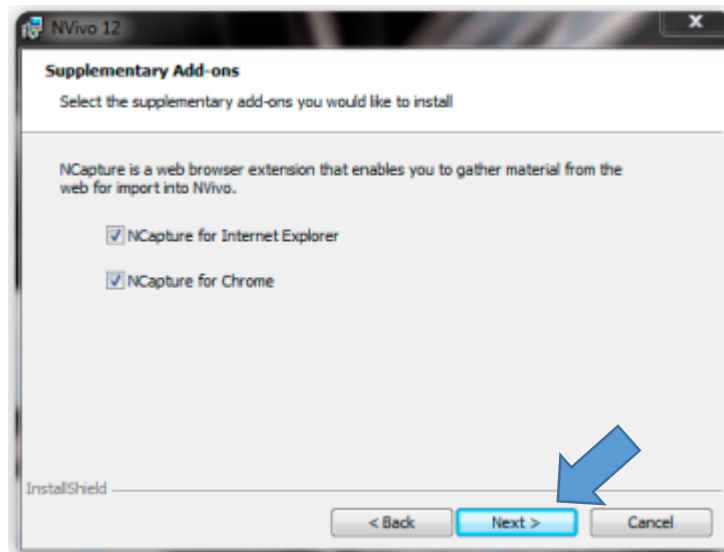 NVivo 12
Supplementary Add-ons
Select the supplementary add-ons you would like to install
NCapture is a web browser extension that enables you to gather material from the
web for import into NVivo.
NCapture for Internet Explorer
NCapture for Chrome
InstallShield
< Back Next > Cancel